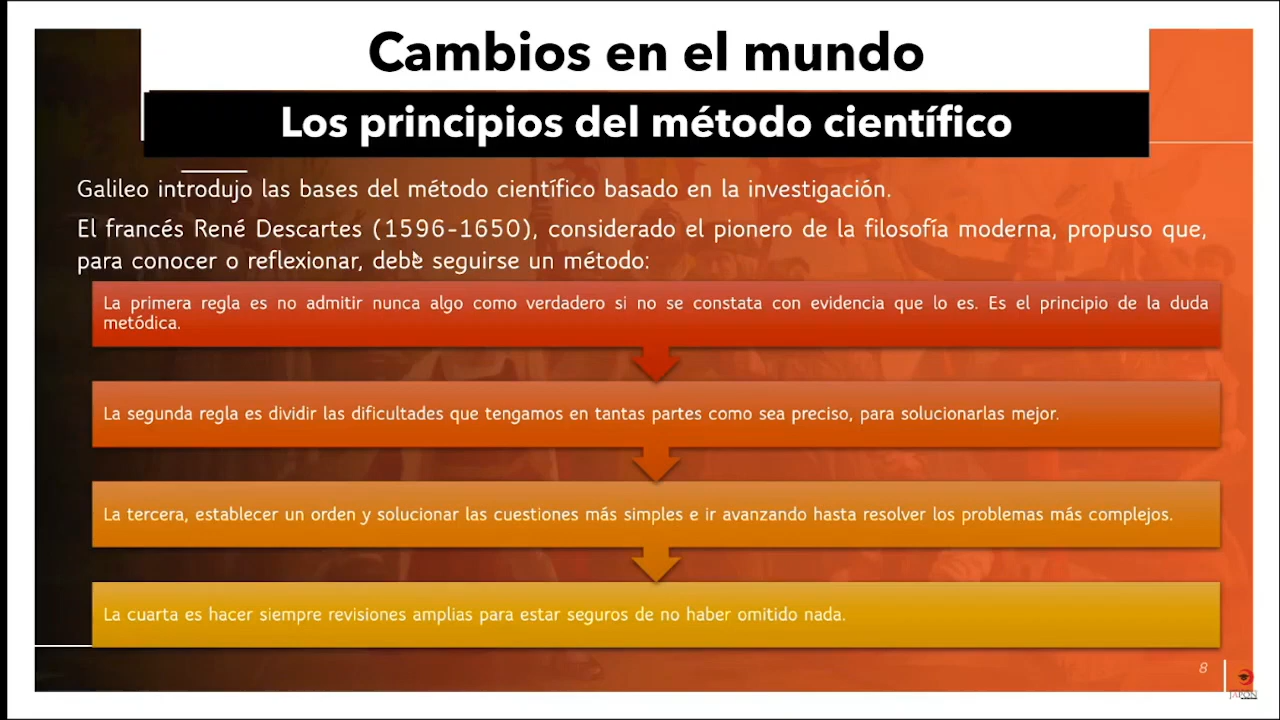 Cambios en el mundo
Los principios del método científico
Galileo introdujo las bases del método científico basado en la investigación.
El francés René Descartes (1596-1650), considerado el pionero de la filosofía moderna, propuso que,
para conocer o reflexionar, debe seguirse un método:
La primera regla es no admitir nunca algo como verdadero si no se constata con evidencia que lo es. Es el principio de la duda
metódica.
La segunda regla es dividir las dificultades que tengamos en tantas partes como sea preciso, para solucionarlas mejor.
La tercera, establecer un orden y solucionar las cuestiones más simples e ir avanzando hasta resolver los problemas más complejos.
La cuarta es hacer siempre revisiones amplias para estar seguros de no haber omitido nada.
8